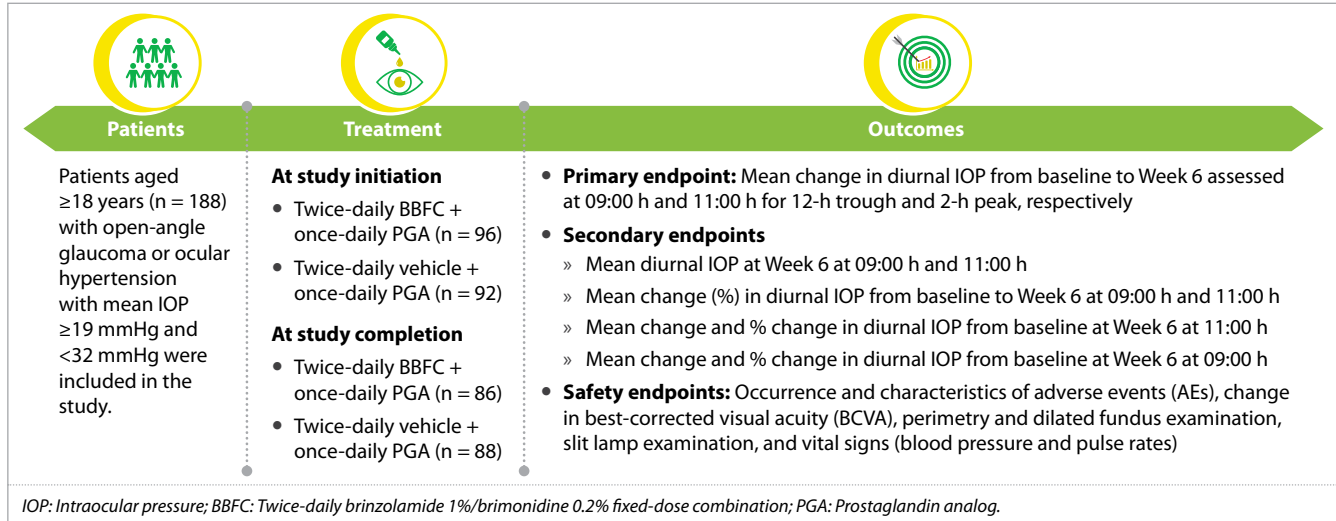 Patients
Treatment
Outcomes
Patients aged
≥18 years (n = 188)
with open-angle
glaucoma or ocular
hypertension
with mean IOP
≥19 mmHg and
<32 mmHg were
included in the
study.
At study initiation
• Twice-daily BBFC +
once-daily PGA (n = 96)
• Twice-daily vehicle +
once-daily PGA (n = 92)
At study completion
• Twice-daily BBFC +
once-daily PGA (n = 86)
• Twice-daily vehicle +
once-daily PGA (n = 88)
• Primary endpoint: Mean change in diurnal IOP from baseline to Week 6 assessed
at 09:00 h and 11:00 h for 12-h trough and 2-h peak, respectively
• Secondary endpoints
» Mean diurnal IOP at Week 6 at 09:00 h and 11:00 h
» Mean change (%) in diurnal IOP from baseline to Week 6 at 09:00 h and 11:00 h
» Mean change and % change in diurnal IOP from baseline at Week 6 at 11:00 h
» Mean change and % change in diurnal IOP from baseline at Week 6 at 09:00 h
• Safety endpoints: Occurrence and characteristics of adverse events (AEs), change
in best-corrected visual acuity (BCVA), perimetry and dilated fundus examination,
slit lamp examination, and vital signs (blood pressure and pulse rates)
IOP: Intraocular pressure; BBFC: Twice-daily brinzolamide 1%/brimonidine 0.2% fixed-dose combination; PGA: Prostaglandin analog.